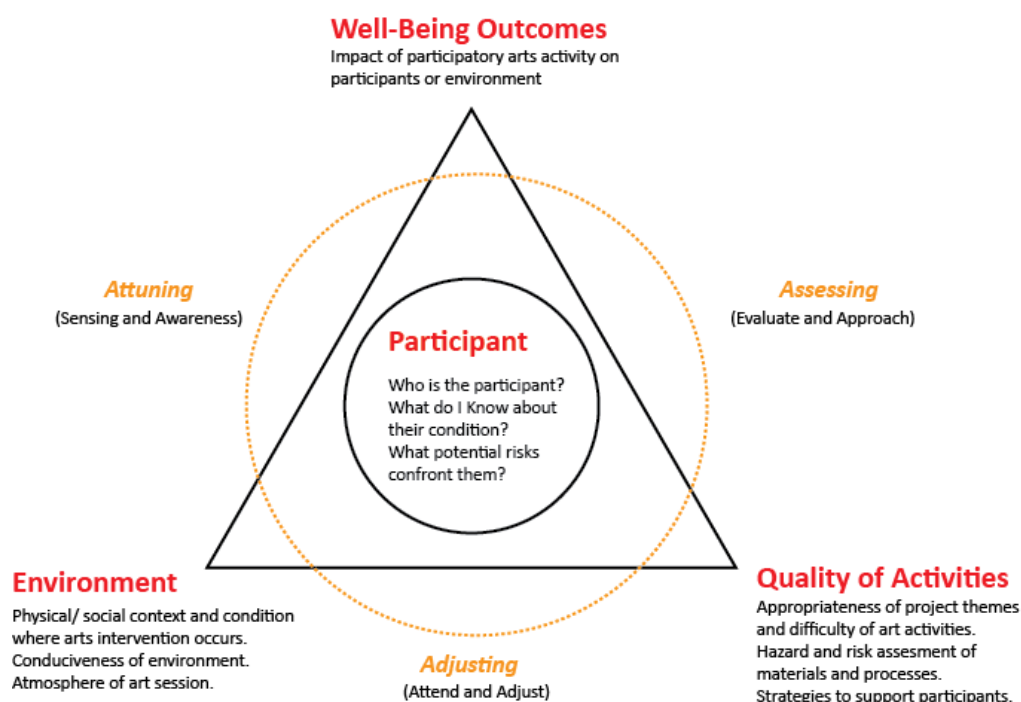 Well-Being Outcomes
Impact of participatory arts activity on
participants or environment
Attuning
(Sensing and Awareness)
Assessing
(Evaluate and Approach)
Participant
Who is the participant?
What do I Know about
their condition?
What potential risks
confront them?
Environment
Physical/ social context and condition
where arts intervention occurs.
Conduciveness of environment.
Atmosphere of art session.
Adjusting
(Attend and Adjust)
Quality of Activities
Appropriateness of project themes
and difficulty of art activities.
Hazard and risk assesment of
materials and processes.
Strategies to support participants.